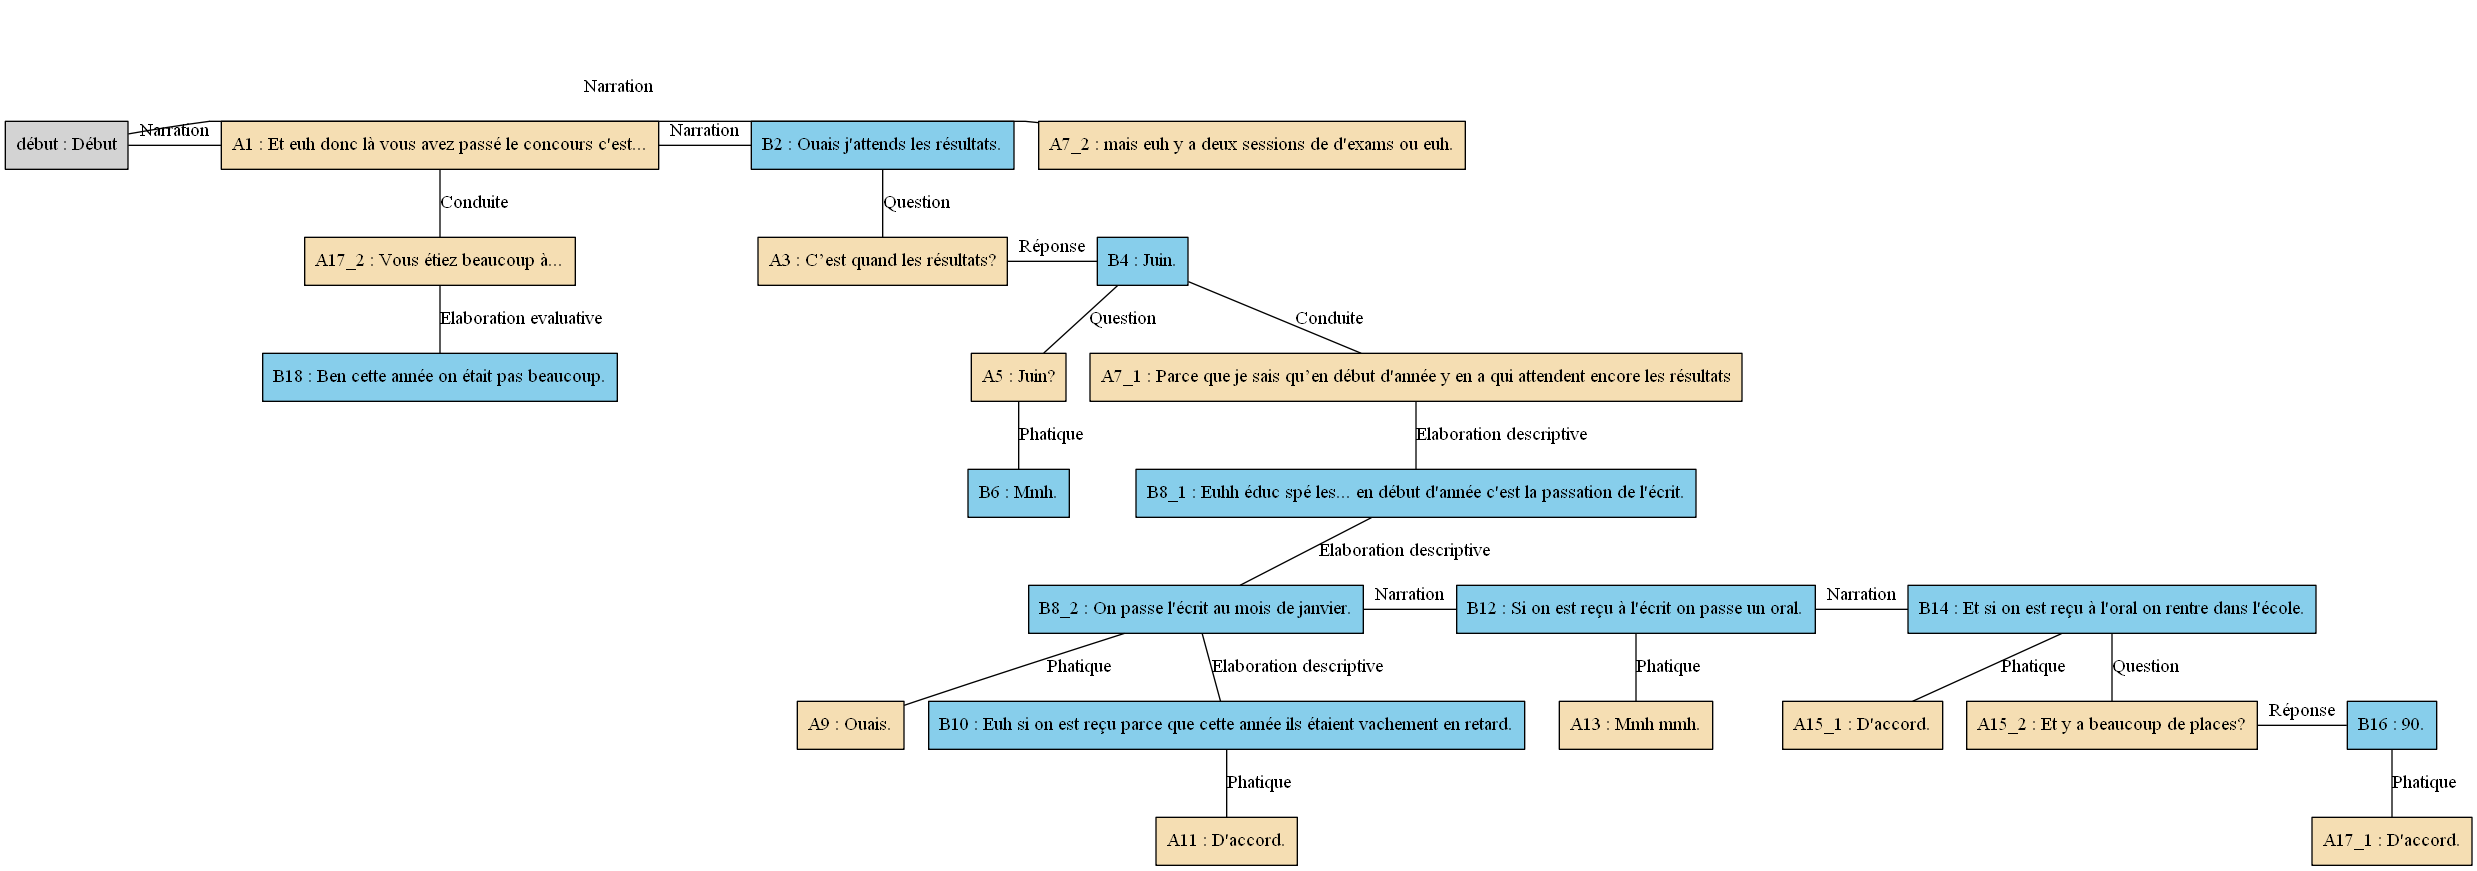 Narration
début : Début
Narration
A1 : Et euh donc là vous avez passé le concours c'est...
Narration
B2 : Ouais j'attends les résultats.
A7_2 : mais euh y a deux sessions de d'exams ou euh.
Conduite
Question
A17_2 : Vous étiez beaucoup à...
A3 : C’est quand les résultats?
Réponse
B4 : Juin.
Elaboration evaluative
Question
Conduite
B18 : Ben cette année on était pas beaucoup.
A5 : Juin?
A7_1 : Parce que je sais qu’en début d'année y en a qui attendent encore les résultats
Phatique
Elaboration descriptive
B6 : Mmh.
B8_1 : Euhh éduc spé les... en début d'année c'est la passation de l'écrit.
Elaboration descriptive
B8_2 : On passe l'écrit au mois de janvier.
Narration
B12 : Si on est reçu à l'écrit on passe un oral.
Narration
B14 : Et si on est reçu à l'oral on rentre dans l'école.
Phatique
Elaboration descriptive
Phatique
Phatique
Question
A9 : Ouais.
B10 : Euh si on est reçu parce que cette année ils étaient vachement en retard.
A13 : Mmh mmh.
A15_1 : D'accord.
A15_2 : Et y a beaucoup de places?
Réponse
B16 : 90.
Phatique
Phatique
A11 : D'accord.
A17_1 : D'accord.